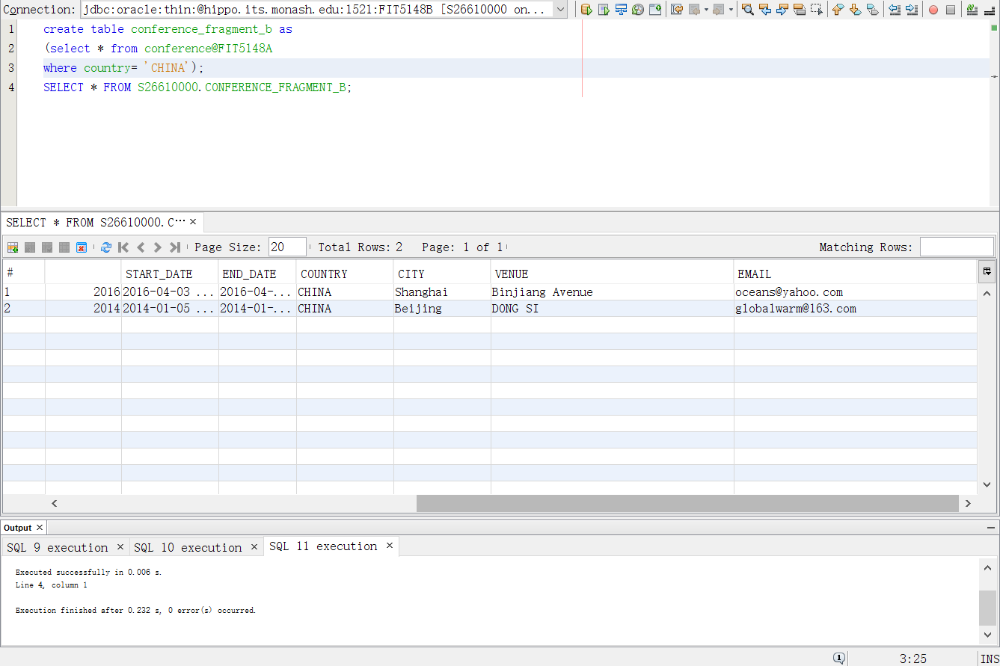 Connection: jdbc:oracle:thin:@hippo.its.monash.edu:1521:FIT5148B [S26610000 on...
1 create table conference_fragment_b as
2 (select * from conference@FIT5148A
3 where country= 'CHINA');
4 SELECT * FROM S26610000.CONFERENCE_FRAGMENT_B;
SELECT * FROM S26610000.C... ×
Page Size: 20 Total Rows: 2 Page: 1 of 1 Matching Rows:
# START_DATE END_DATE COUNTRY CITY VENUE EMAIL
1 2016 2016-04-03 ... 2016-04-... CHINA Shanghai Binjiang Avenue oceans@yahoo.com
2 2014 2014-01-05 ... 2014-01-... CHINA Beijing DONG SI globalwarm@163.com
Output ×
SQL 9 execution × SQL 10 execution × SQL 11 execution ×
Executed successfully in 0.006 s.
Line 4, column 1
Execution finished after 0.232 s, 0 error(s) occurred.
1 3:25 INS